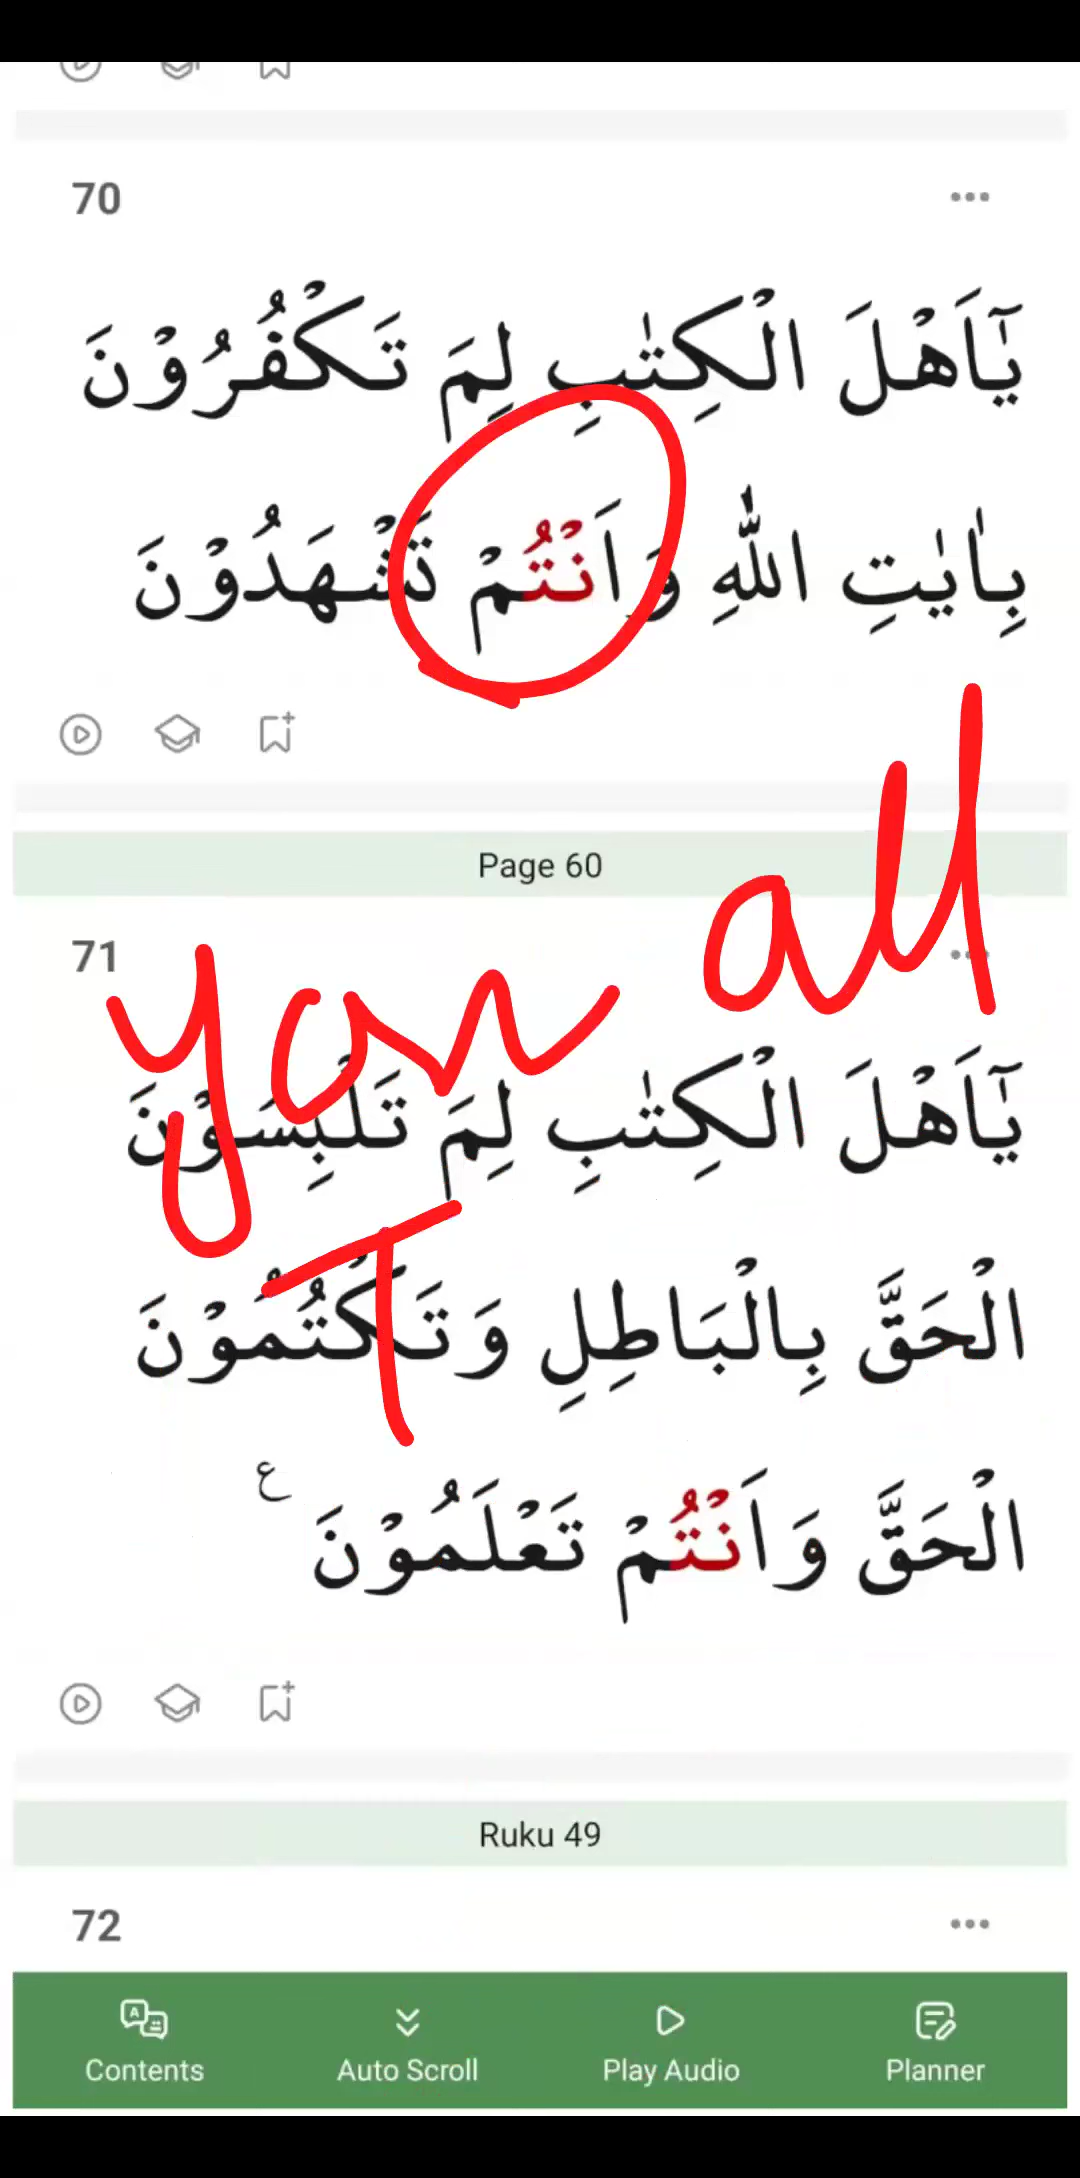 70
يٰٓاَهْلَ الْكِتٰبِ لِمَ تَكْفُرُوْنَ
بِاٰيٰتِ اللّٰهِ وَ اَنْتُمْ تَشْهَدُوْنَ
Page 60
you all
71
يٰٓاَهْلَ الْكِتٰبِ لِمَ تَلْبِسُوْنَ
T
الْحَقَّ بِالْبَاطِلِ وَ تَكْتُمُوْنَ
الْحَقَّ وَ اَنْتُمْ تَعْلَمُوْنَ ع
Ruku 49
72
Contents Auto Scroll Play Audio Planner